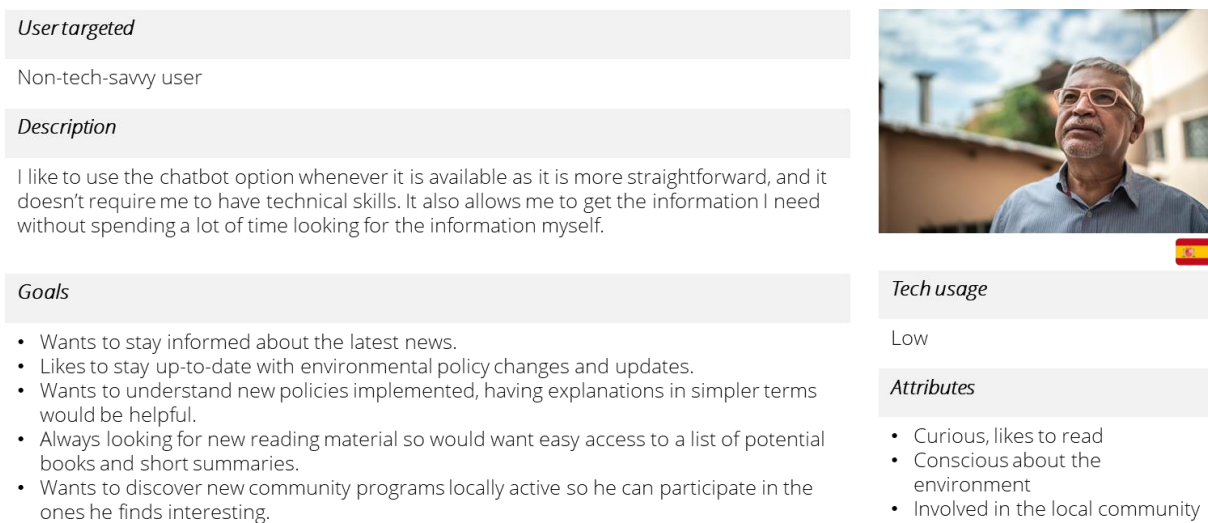 User targeted
Non-tech-savvy user
Description
I like to use the chatbot option whenever it is available as it is more straightforward, and it
doesn’t require me to have technical skills. It also allows me to get the information I need
without spending a lot of time looking for the information myself.
Goals
• Wants to stay informed about the latest news.
• Likes to stay up-to-date with environmental policy changes and updates.
• Wants to understand new policies implemented, having explanations in simpler terms
would be helpful.
• Always looking for new reading material so would want easy access to a list of potential
books and short summaries.
• Wants to discover new community programs locally active so he can participate in the
ones he finds interesting.
Tech usage
Low
Attributes
• Curious, likes to read
• Conscious about the
environment
• Involved in the local community